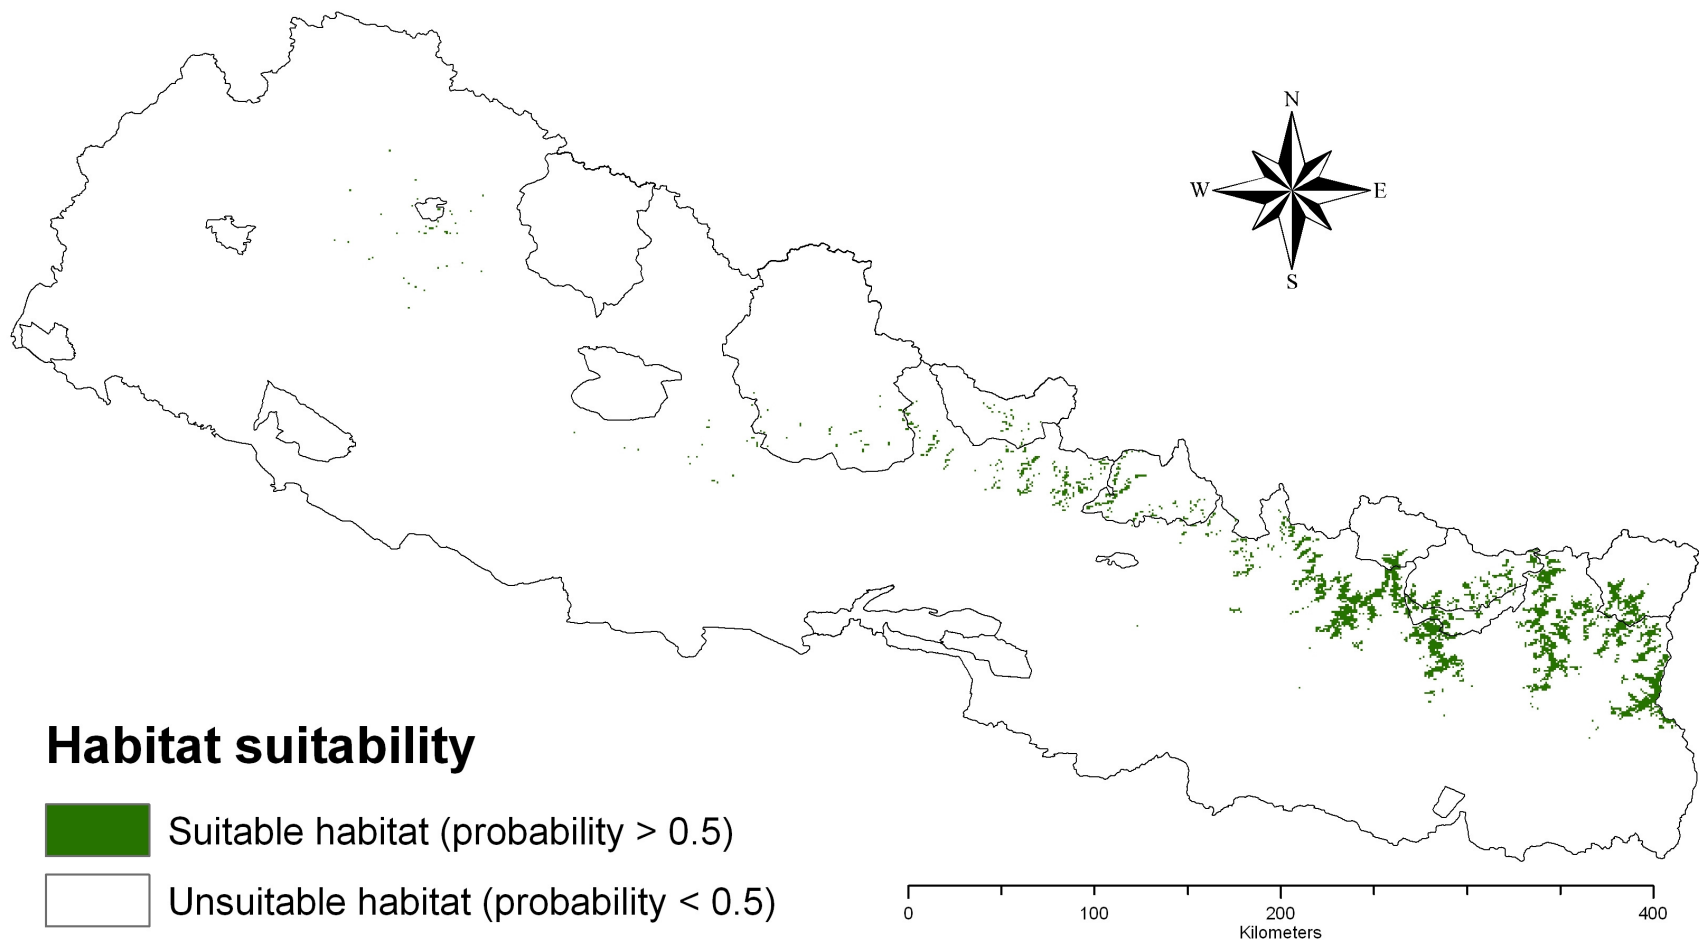 N
W E
S
Habitat suitability
Suitable habitat (probability > 0.5)
Unsuitable habitat (probability < 0.5)
0 100 200 400
Kilometers